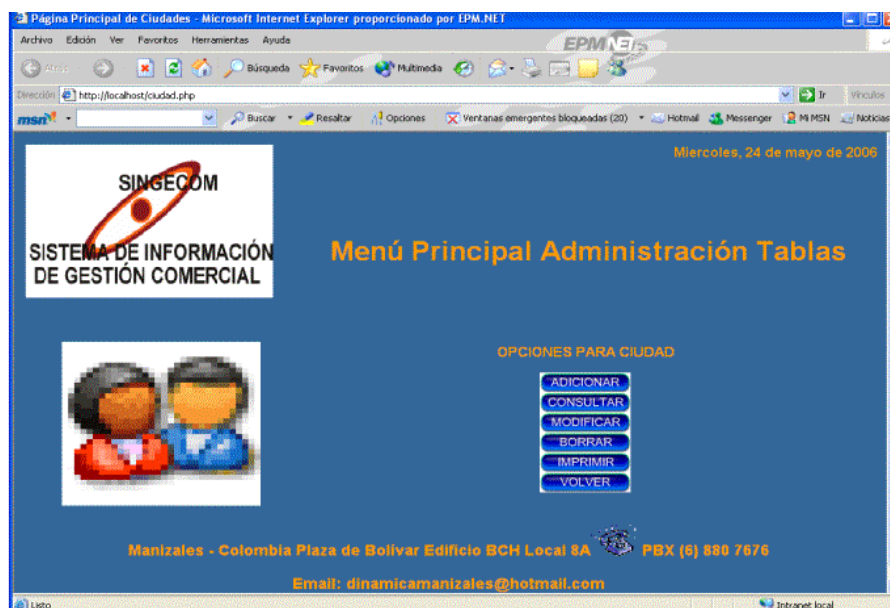 Página Principal de Ciudades - Microsoft Internet Explorer proporcionado por EPM.NET
Archivo Edición Ver Favoritos Herramientas Ayuda
EPMNET
Atrás Búsqueda Favoritos Multimedia
Dirección http://localhost/ciudad.php Ir Vínculos
msn Buscar Resaltar Opciones Ventanas emergentes bloqueadas (20) Hotmail Messenger Mi MSN Noticias
Miercoles, 24 de mayo de 2006
SINGECOM
SISTEMA DE INFORMACIÓN
DE GESTIÓN COMERCIAL
Menú Principal Administración Tablas
OPCIONES PARA CIUDAD
ADICIONAR
CONSULTAR
MODIFICAR
BORRAR
IMPRIMIR
VOLVER
Manizales - Colombia Plaza de Bolívar Edificio BCH Local 8A PBX (6) 880 7676
Email: dinamicamanizales@hotmail.com
Listo Intranet local